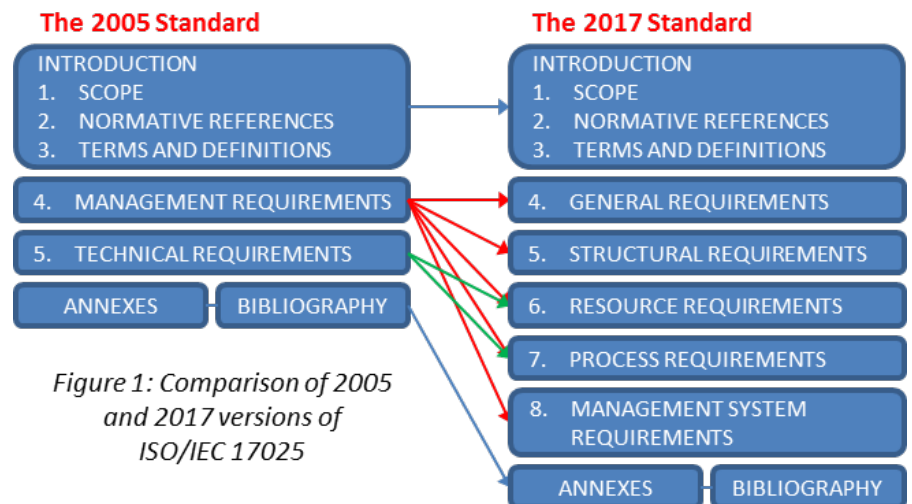 The 2005 Standard
INTRODUCTION
1. SCOPE
2. NORMATIVE REFERENCES
3. TERMS AND DEFINITIONS
4. MANAGEMENT REQUIREMENTS
5. TECHNICAL REQUIREMENTS
ANNEXES
BIBLIOGRAPHY
Figure 1: Comparison of 2005
and 2017 versions of
ISO/IEC 17025
The 2017 Standard
INTRODUCTION
1. SCOPE
2. NORMATIVE REFERENCES
3. TERMS AND DEFINITIONS
4. GENERAL REQUIREMENTS
5. STRUCTURAL REQUIREMENTS
6. RESOURCE REQUIREMENTS
7. PROCESS REQUIREMENTS
8. MANAGEMENT SYSTEM
REQUIREMENTS
ANNEXES
BIBLIOGRAPHY